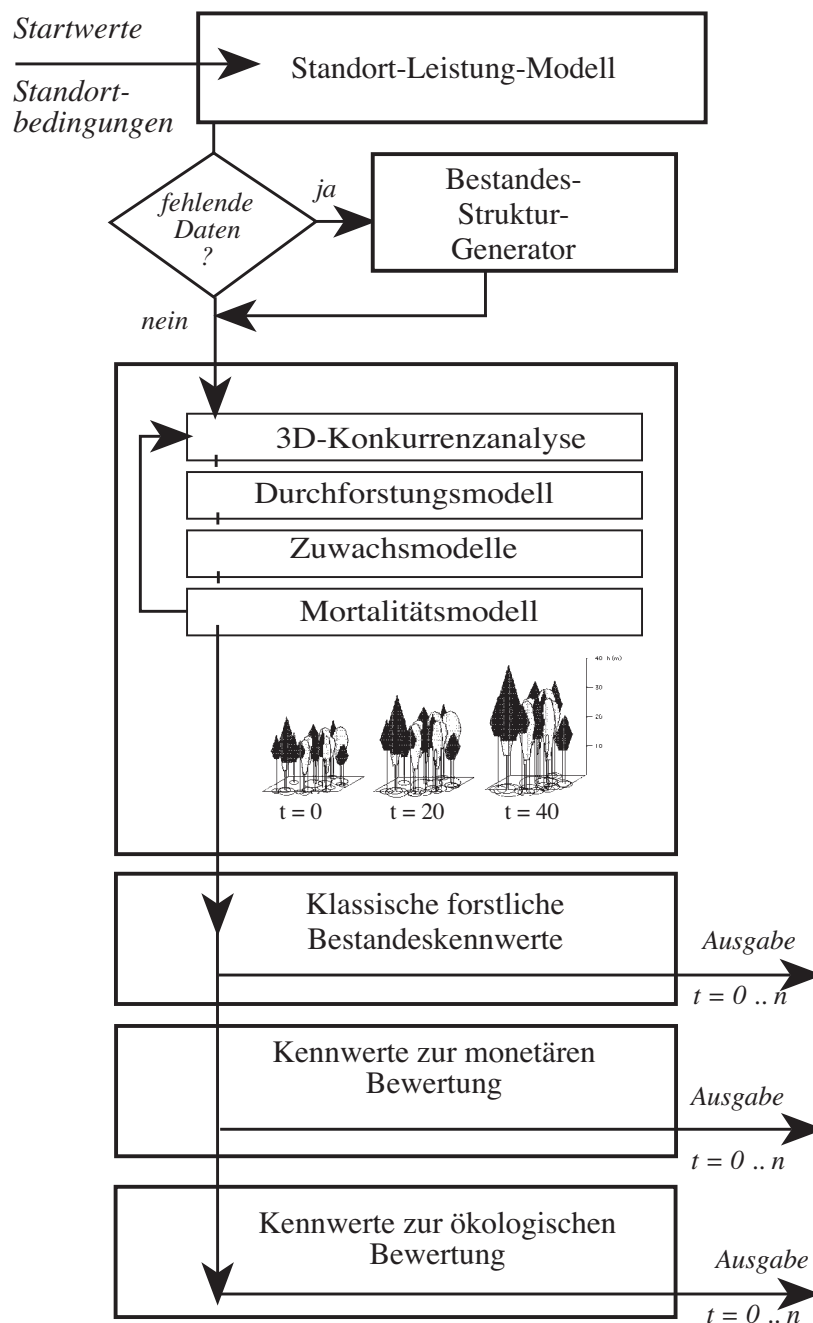 Startwerte
Standort-Leistung-Modell
Standort-
bedingungen
fehlende
Daten
?
ja
Bestandes-
Struktur-
Generator
nein
3D-Konkurrenzanalyse
Durchforstungsmodell
Zuwachsmodelle
Mortalitätsmodell
40 h (m)
30
20
10
t = 0
t = 20
t = 40
Klassische forstliche
Bestandeskennwerte
Ausgabe
t = 0 .. n
Kennwerte zur monetären
Bewertung
Ausgabe
t = 0 .. n
Kennwerte zur ökologischen
Bewertung
Ausgabe
t = 0 .. n